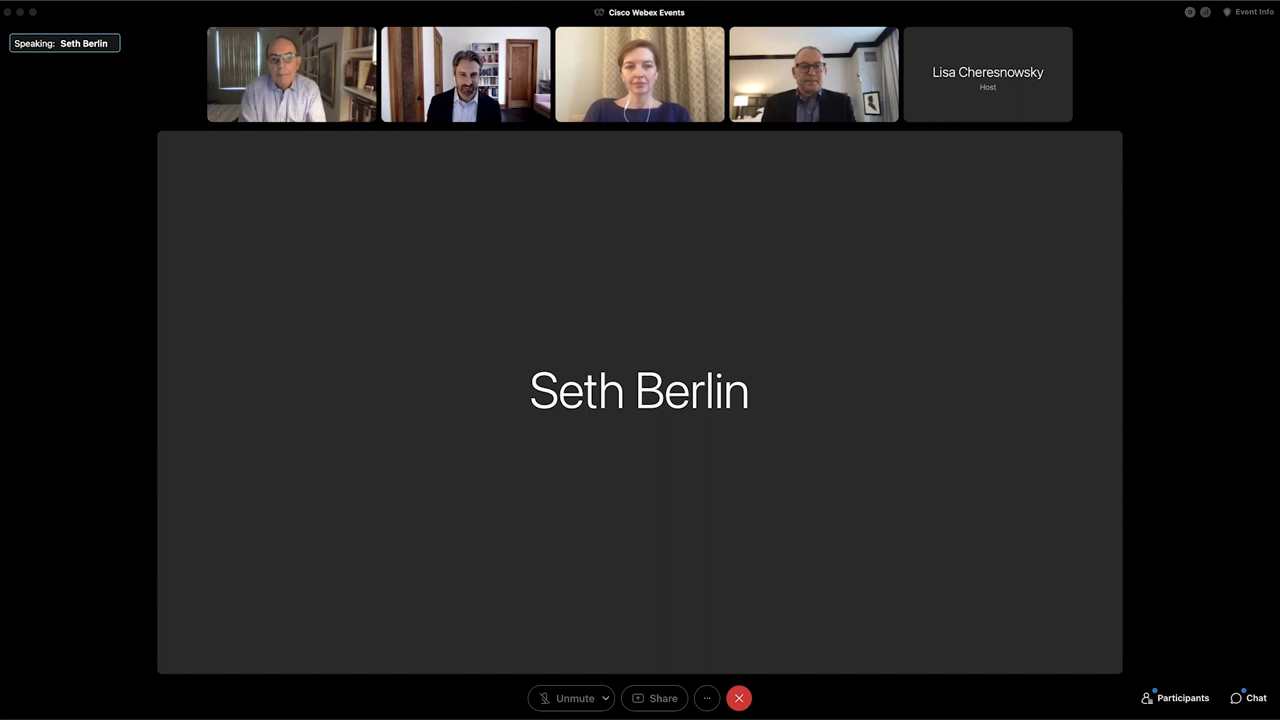 Cisco Webex Events
Event Info
Speaking: Seth Berlin
Lisa Cheresnowsky
Host
Seth Berlin
Unmute
Share
Participants
Chat